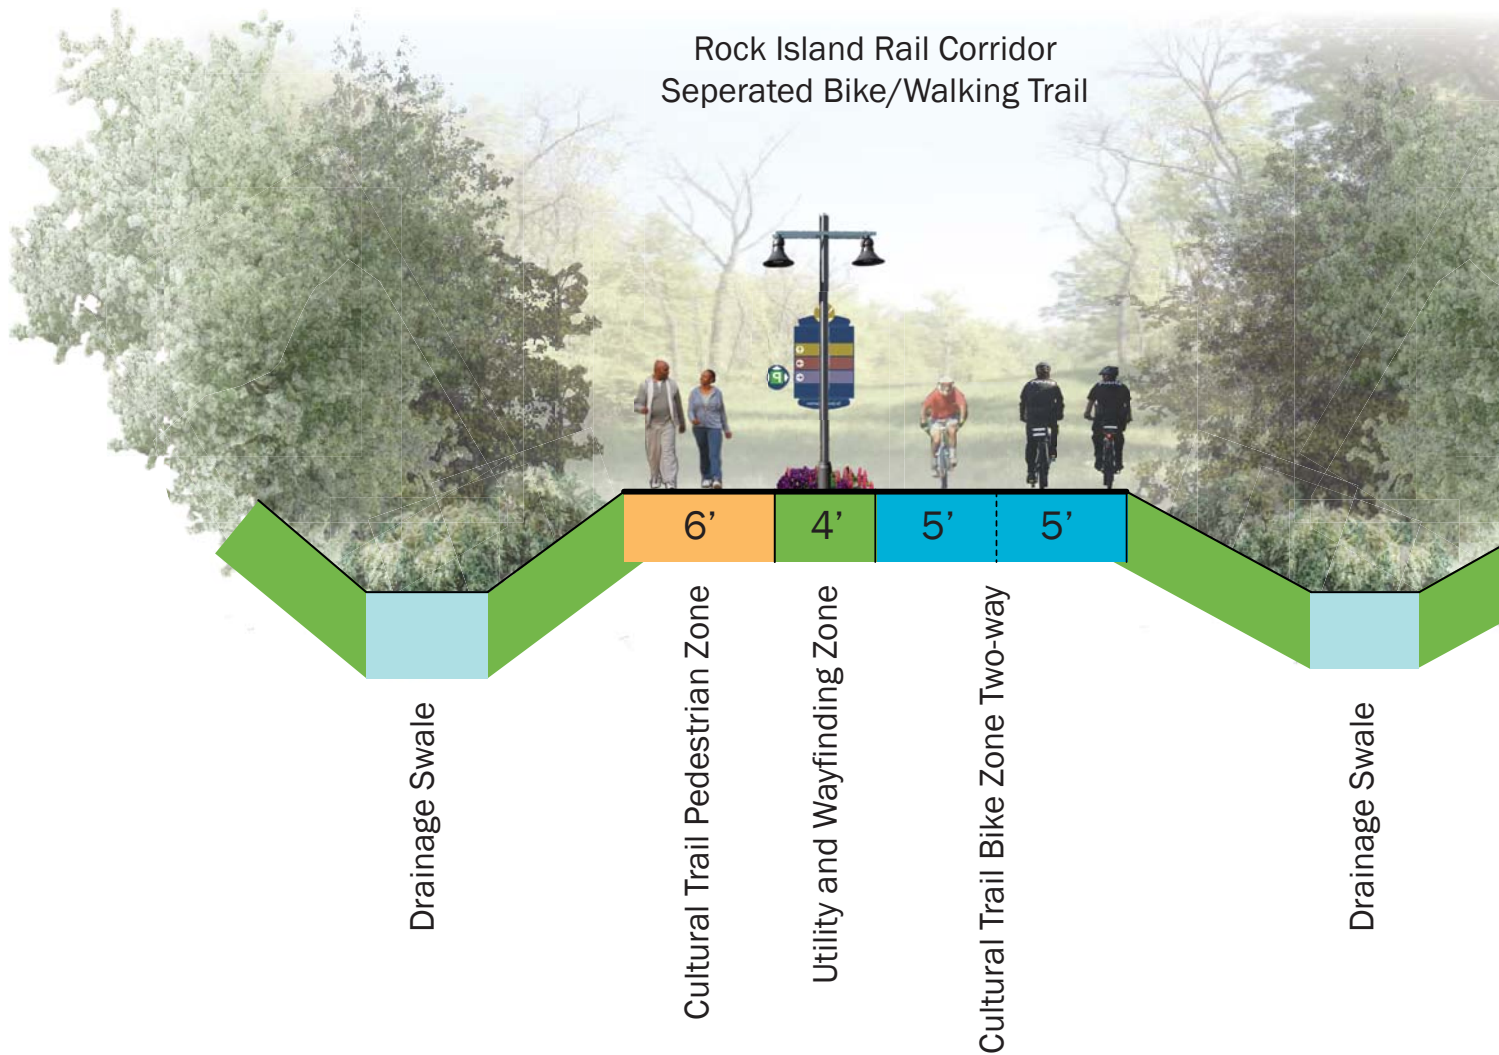 Rock Island Rail Corridor
Seperated Bike/Walking Trail
P
6’
4’
5’
5’
Drainage Swale
Cultural Trail Pedestrian Zone
Utility and Wayfinding Zone
Cultural Trail Bike Zone Two-way
Drainage Swale